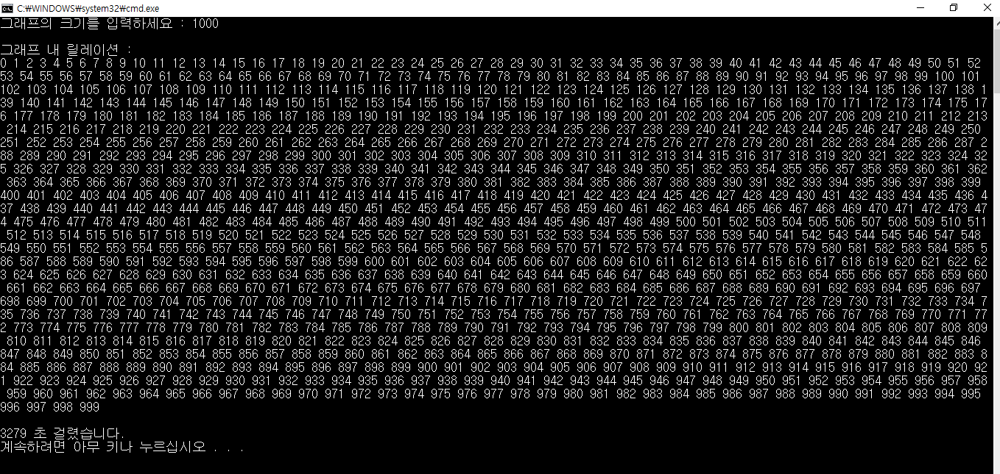 C:₩WINDOWS₩system32₩cmd.exe
그래프의 크기를 입력하세요 : 1000
그래프 내 릴레이션 :
0 1 2 3 4 5 6 7 8 9 10 11 12 13 14 15 16 17 18 19 20 21 22 23 24 25 26 27 28 29 30 31 32 33 34 35 36 37 38 39 40 41 42 43 44 45 46 47 48 49 50 51 52
53 54 55 56 57 58 59 60 61 62 63 64 65 66 67 68 69 70 71 72 73 74 75 76 77 78 79 80 81 82 83 84 85 86 87 88 89 90 91 92 93 94 95 96 97 98 99 100 101
102 103 104 105 106 107 108 109 110 111 112 113 114 115 116 117 118 119 120 121 122 123 124 125 126 127 128 129 130 131 132 133 134 135 136 137 138 1
39 140 141 142 143 144 145 146 147 148 149 150 151 152 153 154 155 156 157 158 159 160 161 162 163 164 165 166 167 168 169 170 171 172 173 174 175 17
6 177 178 179 180 181 182 183 184 185 186 187 188 189 190 191 192 193 194 195 196 197 198 199 200 201 202 203 204 205 206 207 208 209 210 211 212 213
214 215 216 217 218 219 220 221 222 223 224 225 226 227 228 229 230 231 232 233 234 235 236 237 238 239 240 241 242 243 244 245 246 247 248 249 250
251 252 253 254 255 256 257 258 259 260 261 262 263 264 265 266 267 268 269 270 271 272 273 274 275 276 277 278 279 280 281 282 283 284 285 286 287 2
88 289 290 291 292 293 294 295 296 297 298 299 300 301 302 303 304 305 306 307 308 309 310 311 312 313 314 315 316 317 318 319 320 321 322 323 324 32
5 326 327 328 329 330 331 332 333 334 335 336 337 338 339 340 341 342 343 344 345 346 347 348 349 350 351 352 353 354 355 356 357 358 359 360 361 362
363 364 365 366 367 368 369 370 371 372 373 374 375 376 377 378 379 380 381 382 383 384 385 386 387 388 389 390 391 392 393 394 395 396 397 398 399
400 401 402 403 404 405 406 407 408 409 410 411 412 413 414 415 416 417 418 419 420 421 422 423 424 425 426 427 428 429 430 431 432 433 434 435 436 4
37 438 439 440 441 442 443 444 445 446 447 448 449 450 451 452 453 454 455 456 457 458 459 460 461 462 463 464 465 466 467 468 469 470 471 472 473 47
4 475 476 477 478 479 480 481 482 483 484 485 486 487 488 489 490 491 492 493 494 495 496 497 498 499 500 501 502 503 504 505 506 507 508 509 510 511
512 513 514 515 516 517 518 519 520 521 522 523 524 525 526 527 528 529 530 531 532 533 534 535 536 537 538 539 540 541 542 543 544 545 546 547 548
549 550 551 552 553 554 555 556 557 558 559 560 561 562 563 564 565 566 567 568 569 570 571 572 573 574 575 576 577 578 579 580 581 582 583 584 585 5
86 587 588 589 590 591 592 593 594 595 596 597 598 599 600 601 602 603 604 605 606 607 608 609 610 611 612 613 614 615 616 617 618 619 620 621 622 62
3 624 625 626 627 628 629 630 631 632 633 634 635 636 637 638 639 640 641 642 643 644 645 646 647 648 649 650 651 652 653 654 655 656 657 658 659 660
661 662 663 664 665 666 667 668 669 670 671 672 673 674 675 676 677 678 679 680 681 682 683 684 685 686 687 688 689 690 691 692 693 694 695 696 697
698 699 700 701 702 703 704 705 706 707 708 709 710 711 712 713 714 715 716 717 718 719 720 721 722 723 724 725 726 727 728 729 730 731 732 733 734 7
35 736 737 738 739 740 741 742 743 744 745 746 747 748 749 750 751 752 753 754 755 756 757 758 759 760 761 762 763 764 765 766 767 768 769 770 771 77
2 773 774 775 776 777 778 779 780 781 782 783 784 785 786 787 788 789 790 791 792 793 794 795 796 797 798 799 800 801 802 803 804 805 806 807 808 809
810 811 812 813 814 815 816 817 818 819 820 821 822 823 824 825 826 827 828 829 830 831 832 833 834 835 836 837 838 839 840 841 842 843 844 845 846
847 848 849 850 851 852 853 854 855 856 857 858 859 860 861 862 863 864 865 866 867 868 869 870 871 872 873 874 875 876 877 878 879 880 881 882 883 8
84 885 886 887 888 889 890 891 892 893 894 895 896 897 898 899 900 901 902 903 904 905 906 907 908 909 910 911 912 913 914 915 916 917 918 919 920 92
1 922 923 924 925 926 927 928 929 930 931 932 933 934 935 936 937 938 939 940 941 942 943 944 945 946 947 948 949 950 951 952 953 954 955 956 957 958
959 960 961 962 963 964 965 966 967 968 969 970 971 972 973 974 975 976 977 978 979 980 981 982 983 984 985 986 987 988 989 990 991 992 993 994 995
996 997 998 999
3279 초 걸렸습니다.
계속하려면 아무 키나 누르십시오 . . .